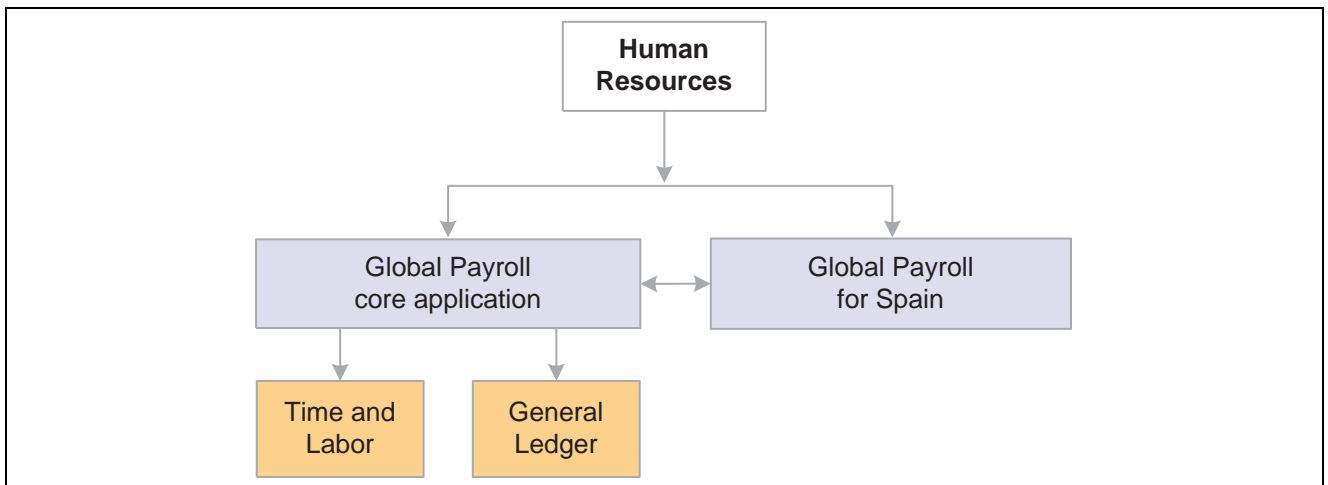 Human
Resources
Global Payroll
core application
Global Payroll
for Spain
Time and
Labor
General
Ledger